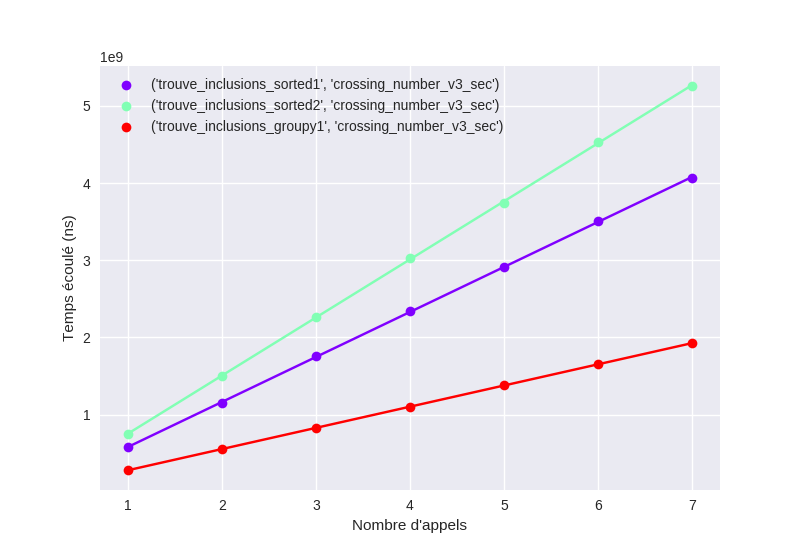 1e9
('trouve_inclusions_sorted1', 'crossing_number_v3_sec')
('trouve_inclusions_sorted2', 'crossing_number_v3_sec')
('trouve_inclusions_groupy1', 'crossing_number_v3_sec')
5
4
3
2
1
Temps écoulé (ns)
1 2 3 4 5 6 7
Nombre d'appels